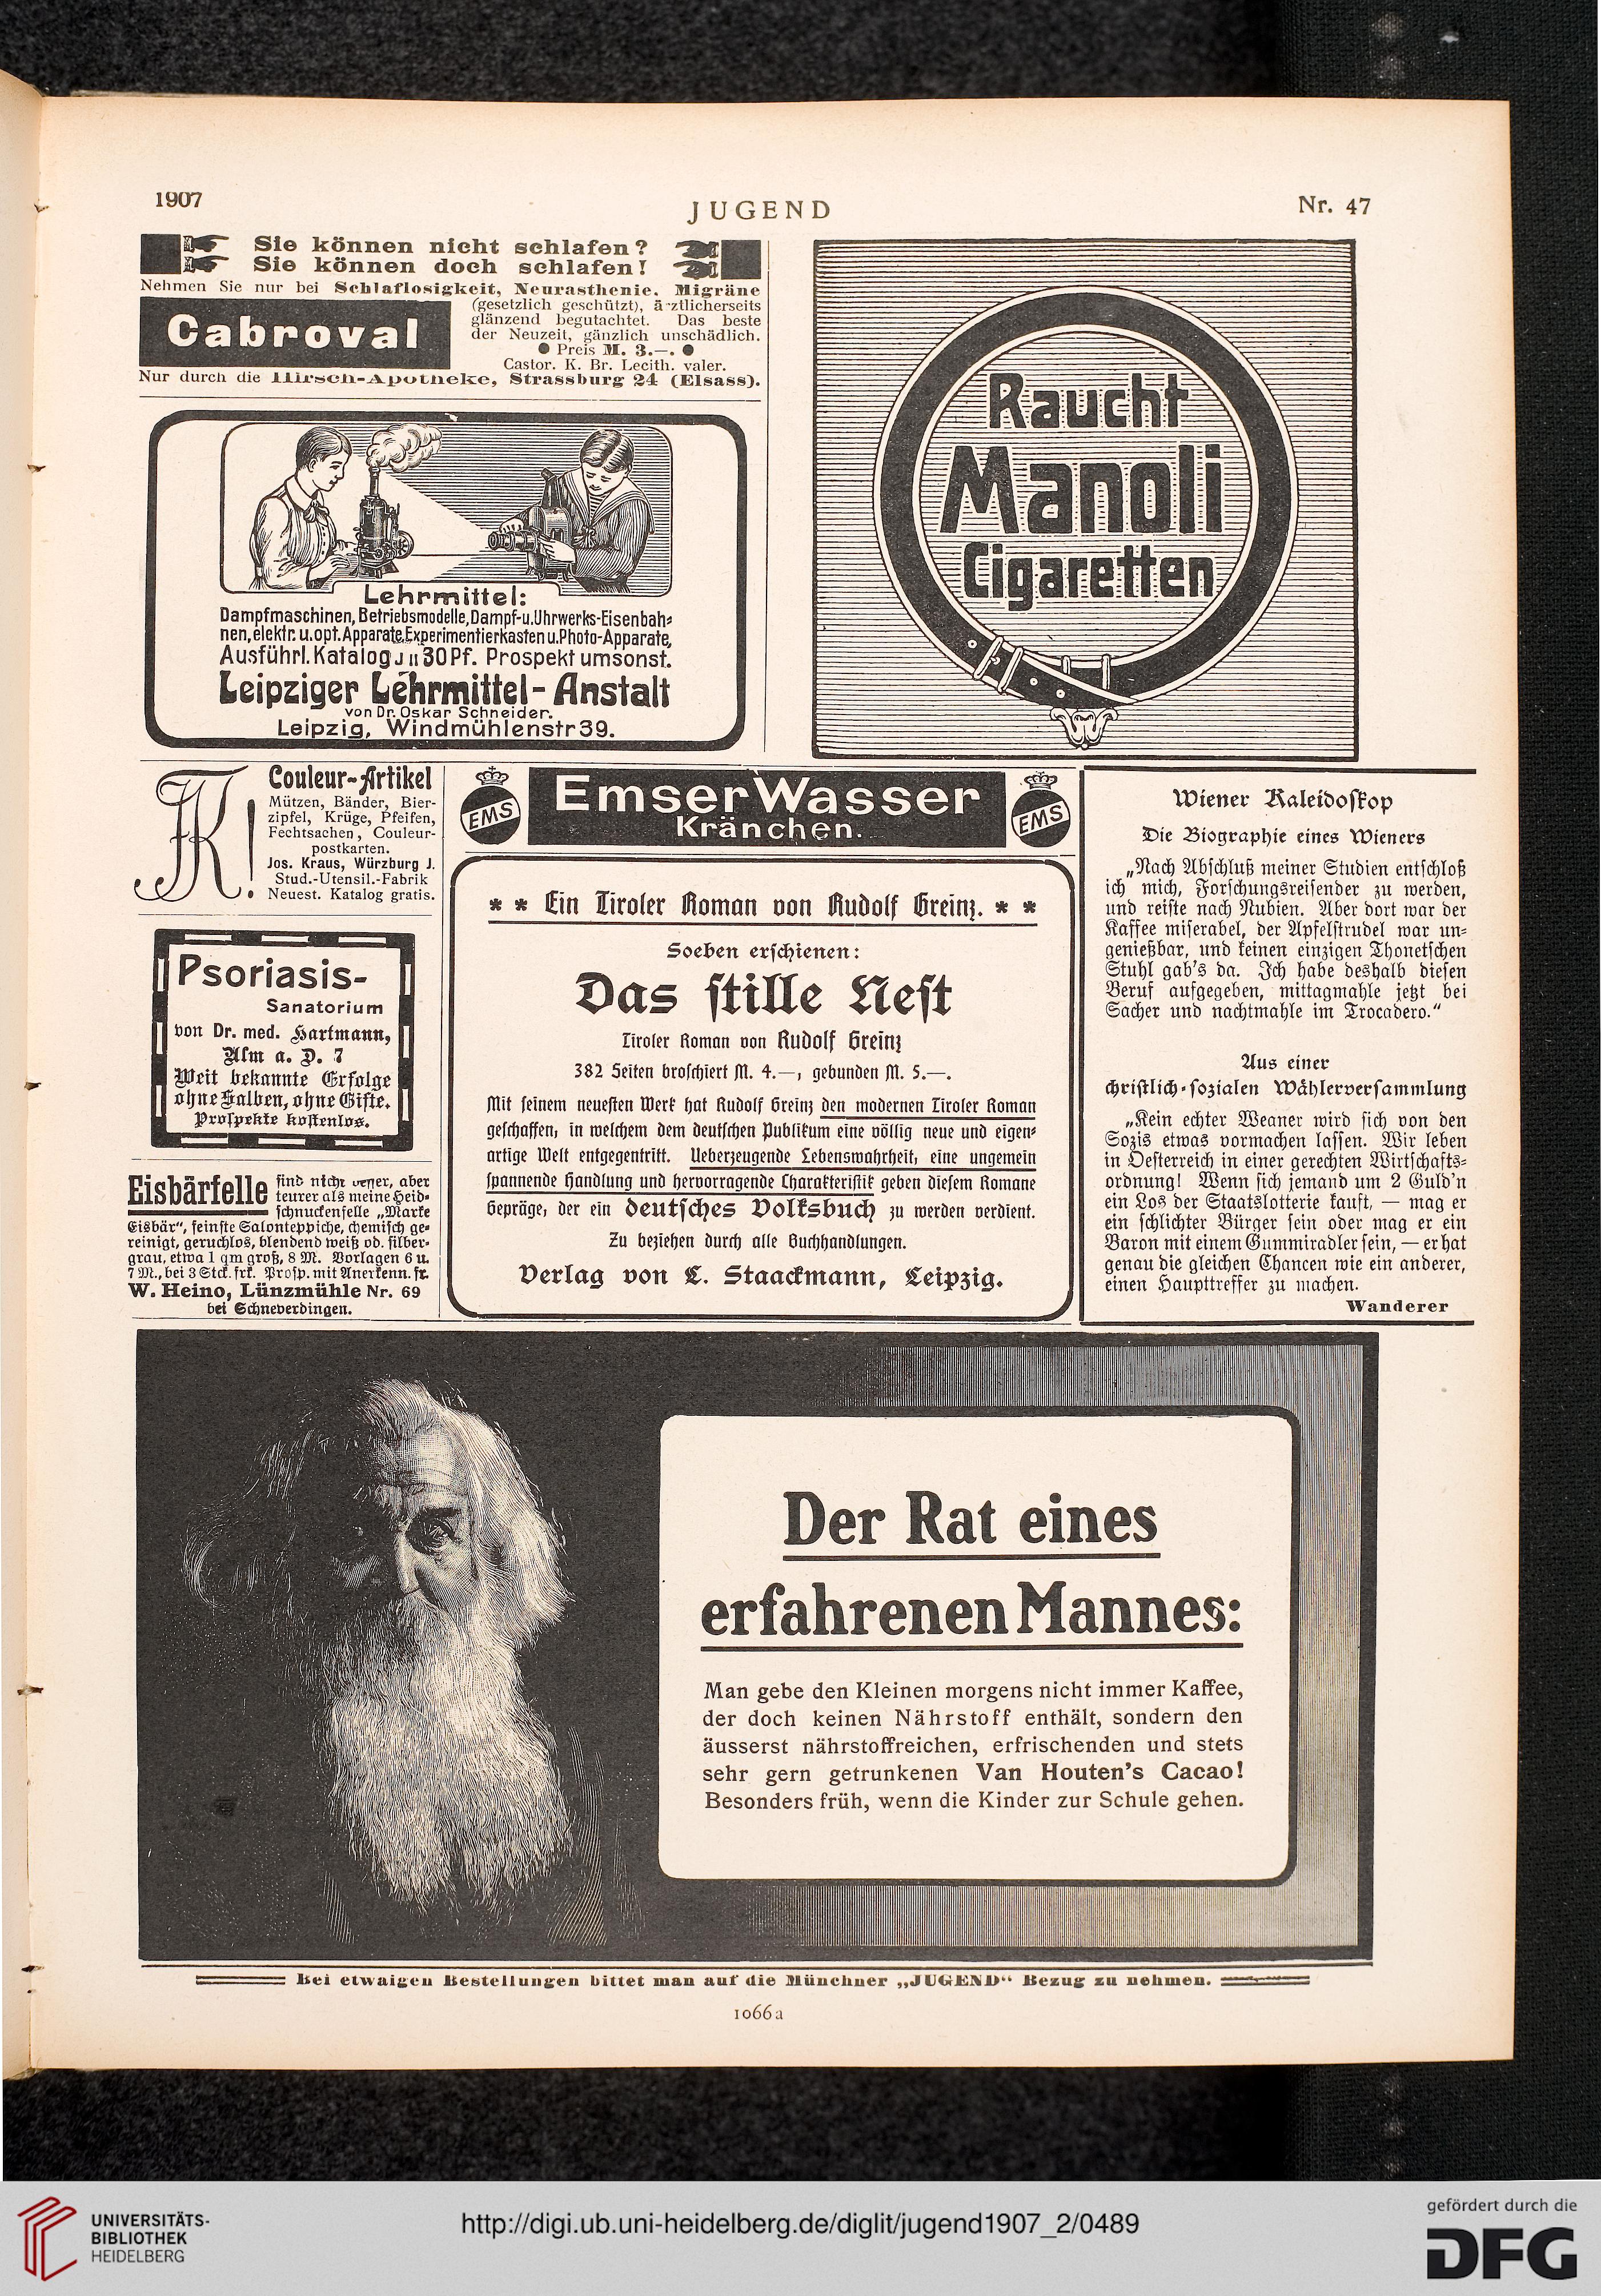 1907
JUGEND
Nr. 47
Sie können nicht schlafen?
Sie können doch schlafen!
Nehmen Sie nur bei Schlaflosigkeit, Neurasthenie, Migräne
Cabroval
(gesetzlich geschützt), ärztlicherseits
glänzend begutachtet. Das beste
der Neuzeit, gänzlich unschädlich.
● Preis M. 3.—. ●
Castor. K. Br. Lecith. valer.
Nur durch die Hirsch-Apotheke, Strassburg 24 (Elsass).
Lehrmittel:
Dampfmaschinen, Betriebsmodelle, Dampf-u.Uhrwerks-Eisenbah-
nen, elektr. u. opt. Apparate, Experimentierkasten u. Photo-Apparate,
Ausführl. Katalog J II 30 Pf. Prospekt umsonst.
Leipziger Lehrmittel-Anstalt
von Dr. Oskar Schneider.
Leipzig, Windmühlenstr 39.
Raucht
Manoli
Cigaretten
Couleur-Artikel
Mützen, Bänder, Bier-
zipfel, Krüge, Pfeifen,
Fechtsachen, Couleur-
postkarten.
Jos. Kraus, Würzburg J.
Stud.-Utensil.-Fabrik
Neuest. Katalog gratis.
Psoriasis-
Sanatorium
von Dr. med. Hartmann,
Ulm a. D. 7
Weit bekannte Erfolge
ohne Salben, ohne Gifte.
Prospekte kostenlos.
Eisbärfelle
sind nicht besser, aber
teurer als meine Heid-
schnuckenfelle „Marke
Eisbär“, feinste Salonteppiche, chemisch ge-
reinigt, geruchlos, blendend weiß od. silber-
grau, etwa 1 qm groß, 8 M. Vorlagen 6 u.
7 M., bei 3 Stck. frk. Prosp. mit Anerkenn. fr.
W. Heino, Lünzmühle Nr. 69
bei Schneverdingen.
EMS
Emser Wasser
Kränchen.
EMS
* * Ein Tiroler Roman von Rudolf Greinz. * *
Soeben erschienen:
Das stille Nest
Tiroler Roman von Rudolf Greinz
382 Seiten broschiert M. 4.—, gebunden M. 5.—.
Mit seinem neuesten Werk hat Rudolf Greinz den modernen Tiroler Roman
geschaffen, in welchem dem deutschen Publikum eine völlig neue und eigen-
artige Welt entgegentritt. Ueberzeugende Lebenswahrheit, eine ungemein
spannende Handlung und hervorragende Charakteristik geben diesem Romane
Gepräge, der ein deutsches Volksbuch zu werden verdient.
Zu beziehen durch alle Buchhandlungen.
Verlag von L. Staackmann, Leipzig.
Wiener Kaleidoskop
Die Biographie eines Wieners
„Nach Abschluß meiner Studien entschloß
ich mich, Forschungsreisender zu werden,
und reiste nach Nubien. Aber dort war der
Kaffee miserabel, der Apfelstrudel war un-
genießbar, und keinen einzigen Thonetschen
Stuhl gab's da. Ich habe deshalb diesen
Beruf aufgegeben, mittagmahle jetzt bei
Sacher und nachtmahle im Trocadero.“
Aus einer
christlich-sozialen Wählerversammlung
„Kein echter Weaner wird sich von den
Sozis etwas vormachen lassen. Wir leben
in Oesterreich in einer gerechten Wirtschafts-
ordnung! Wenn sich jemand um 2 Guld'n
ein Los der Staatslotterie kauft, — mag er
ein schlichter Bürger sein oder mag er ein
Baron mit einem Gummiradler sein, — er hat
genau die gleichen Chancen wie ein anderer,
einen Haupttreffer zu machen.
Wanderer
Der Rat eines
erfahrenen Mannes:
Man gebe den Kleinen morgens nicht immer Kaffee,
der doch keinen Nährstoff enthält, sondern den
äusserst nährstoffreichen, erfrischenden und stets
sehr gern getrunkenen Van Houten's Cacao!
Besonders früh, wenn die Kinder zur Schule gehen.
Bei etwaigen Bestellungen bittet man auf die Münchner „JUGEND“ Bezug zu nehmen.
1066 a
UNIVERSITÄTS-
BIBLIOTHEK
HEIDELBERG
http://digi.ub.uni-heidelberg.de/diglit/jugend1907_2/0489
gefördert durch die
DFG